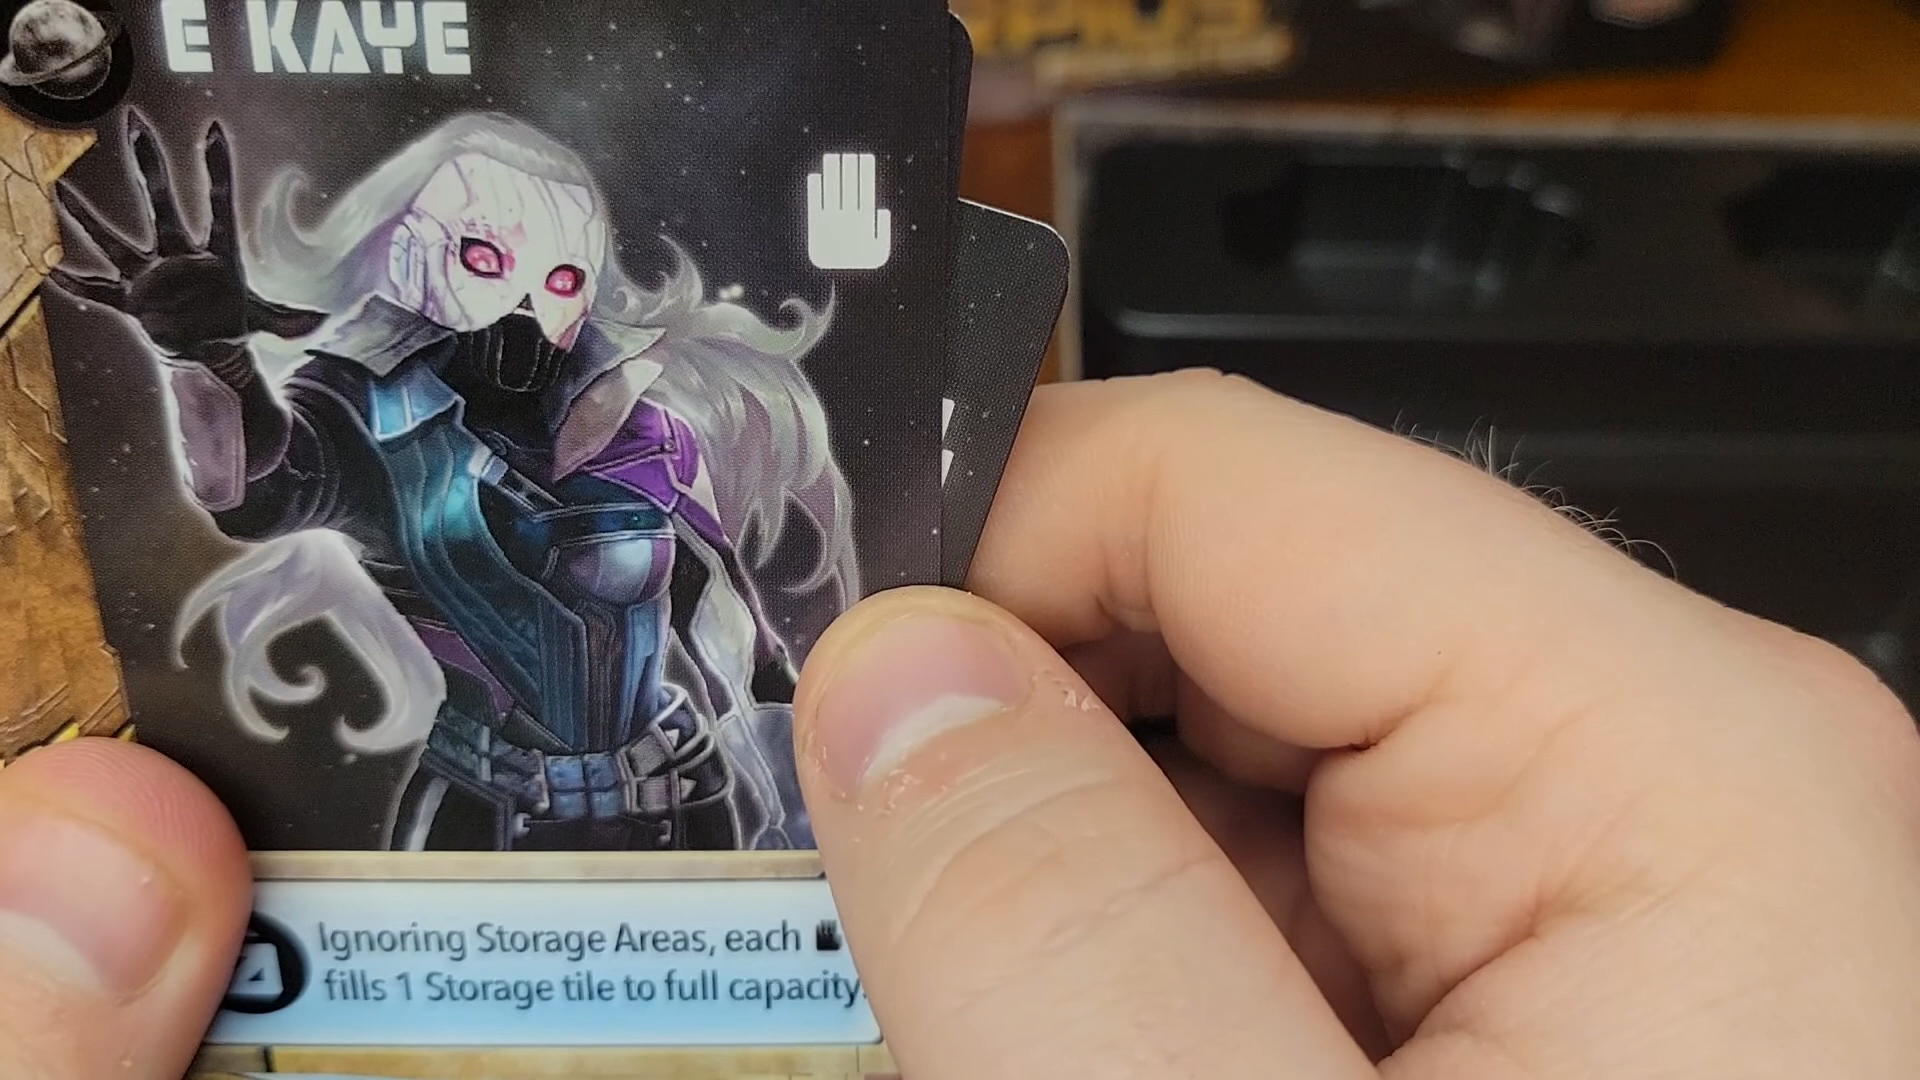 E KAYE
Ignoring Storage Areas, each
fills 1 Storage tile to full capacity.